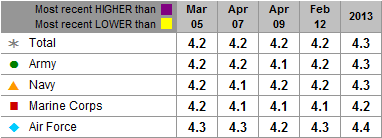 Most recent HIGHER than Mar 05 Apr 07 Apr 09 Feb 12 2013
Most recent LOWER than
Total 4.2 4.2 4.2 4.2 4.3
Army 4.2 4.2 4.1 4.2 4.3
Navy 4.2 4.1 4.2 4.2 4.3
Marine Corps 4.2 4.1 4.1 4.1 4.2
Air Force 4.3 4.3 4.2 4.3 4.4